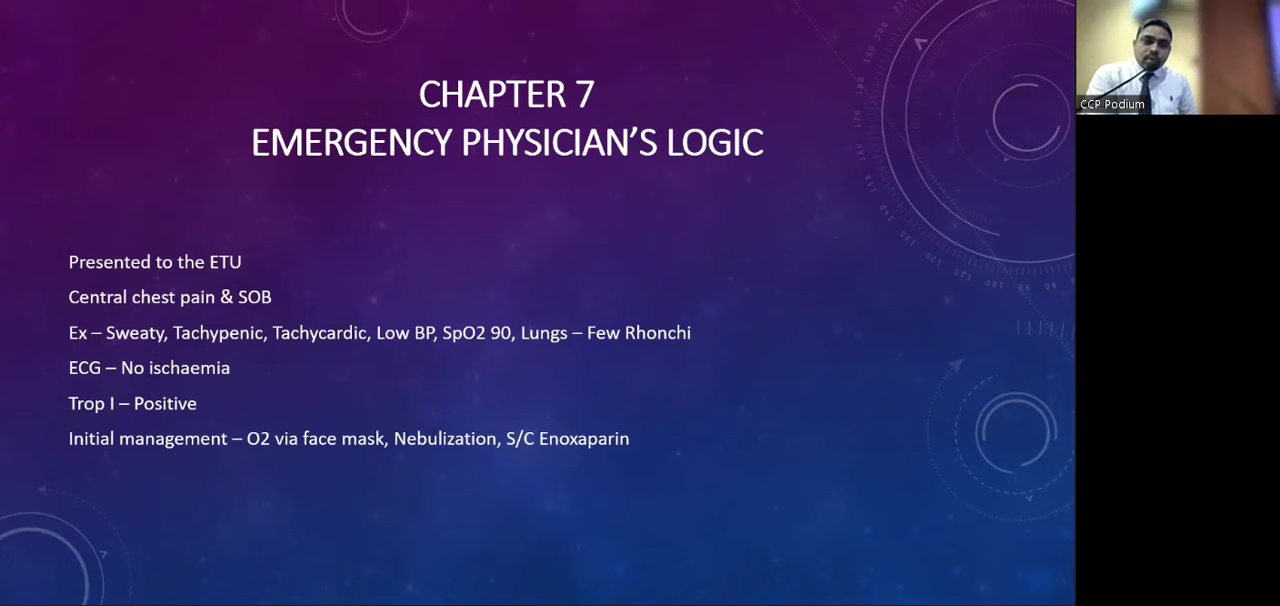 CHAPTER 7
EMERGENCY PHYSICIAN'S LOGIC
Presented to the ETU
Central chest pain & SOB
Ex – Sweaty, Tachypenic, Tachycardic, Low BP, SpO2 90, Lungs – Few Rhonchi
ECG – No ischaemia
Trop I – Positive
Initial management – O2 via face mask, Nebulization, S/C Enoxaparin
CCP Podium